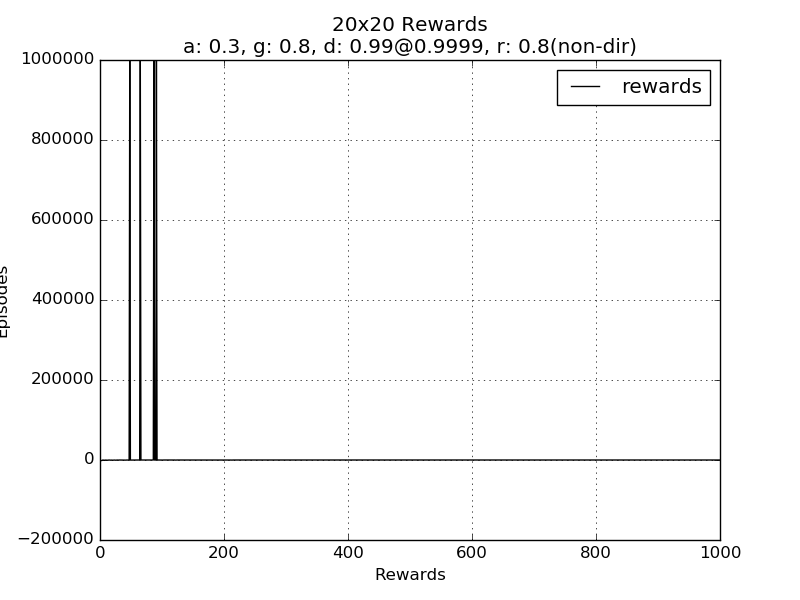 20x20 Rewards
a: 0.3, g: 0.8, d: 0.99@0.9999, r: 0.8(non-dir)
1000000
800000
600000
400000
200000
0
−200000
Episodes
rewards
0 200 400 600 800 1000
Rewards